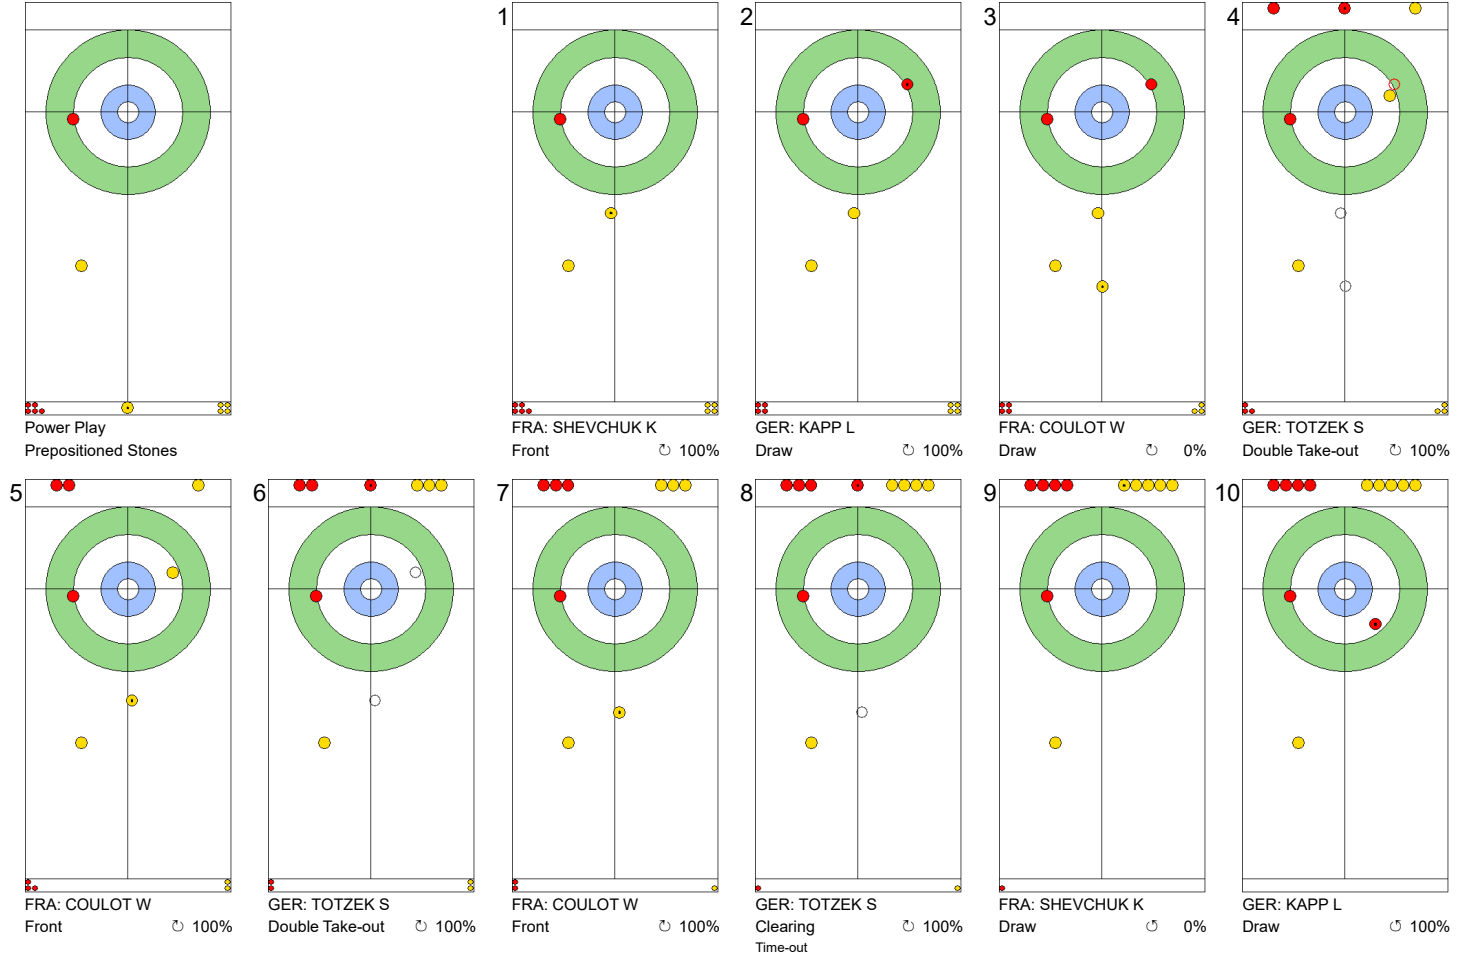 1
2
3
4
Power Play
Prepositioned Stones
FRA: SHEVCHUK K
Front ↻ 100%
GER: KAPP L
Draw ↻ 100%
FRA: COULOT W
Draw ↻ 0%
GER: TOTZEK S
Double Take-out ↻ 100%
5
6
7
8
9
10
FRA: COULOT W
Front ↻ 100%
GER: TOTZEK S
Double Take-out ↻ 100%
FRA: COULOT W
Front ↻ 100%
GER: TOTZEK S
Clearing ↻ 100%
Time-out
FRA: SHEVCHUK K
Draw ↺ 0%
GER: KAPP L
Draw ↺ 100%